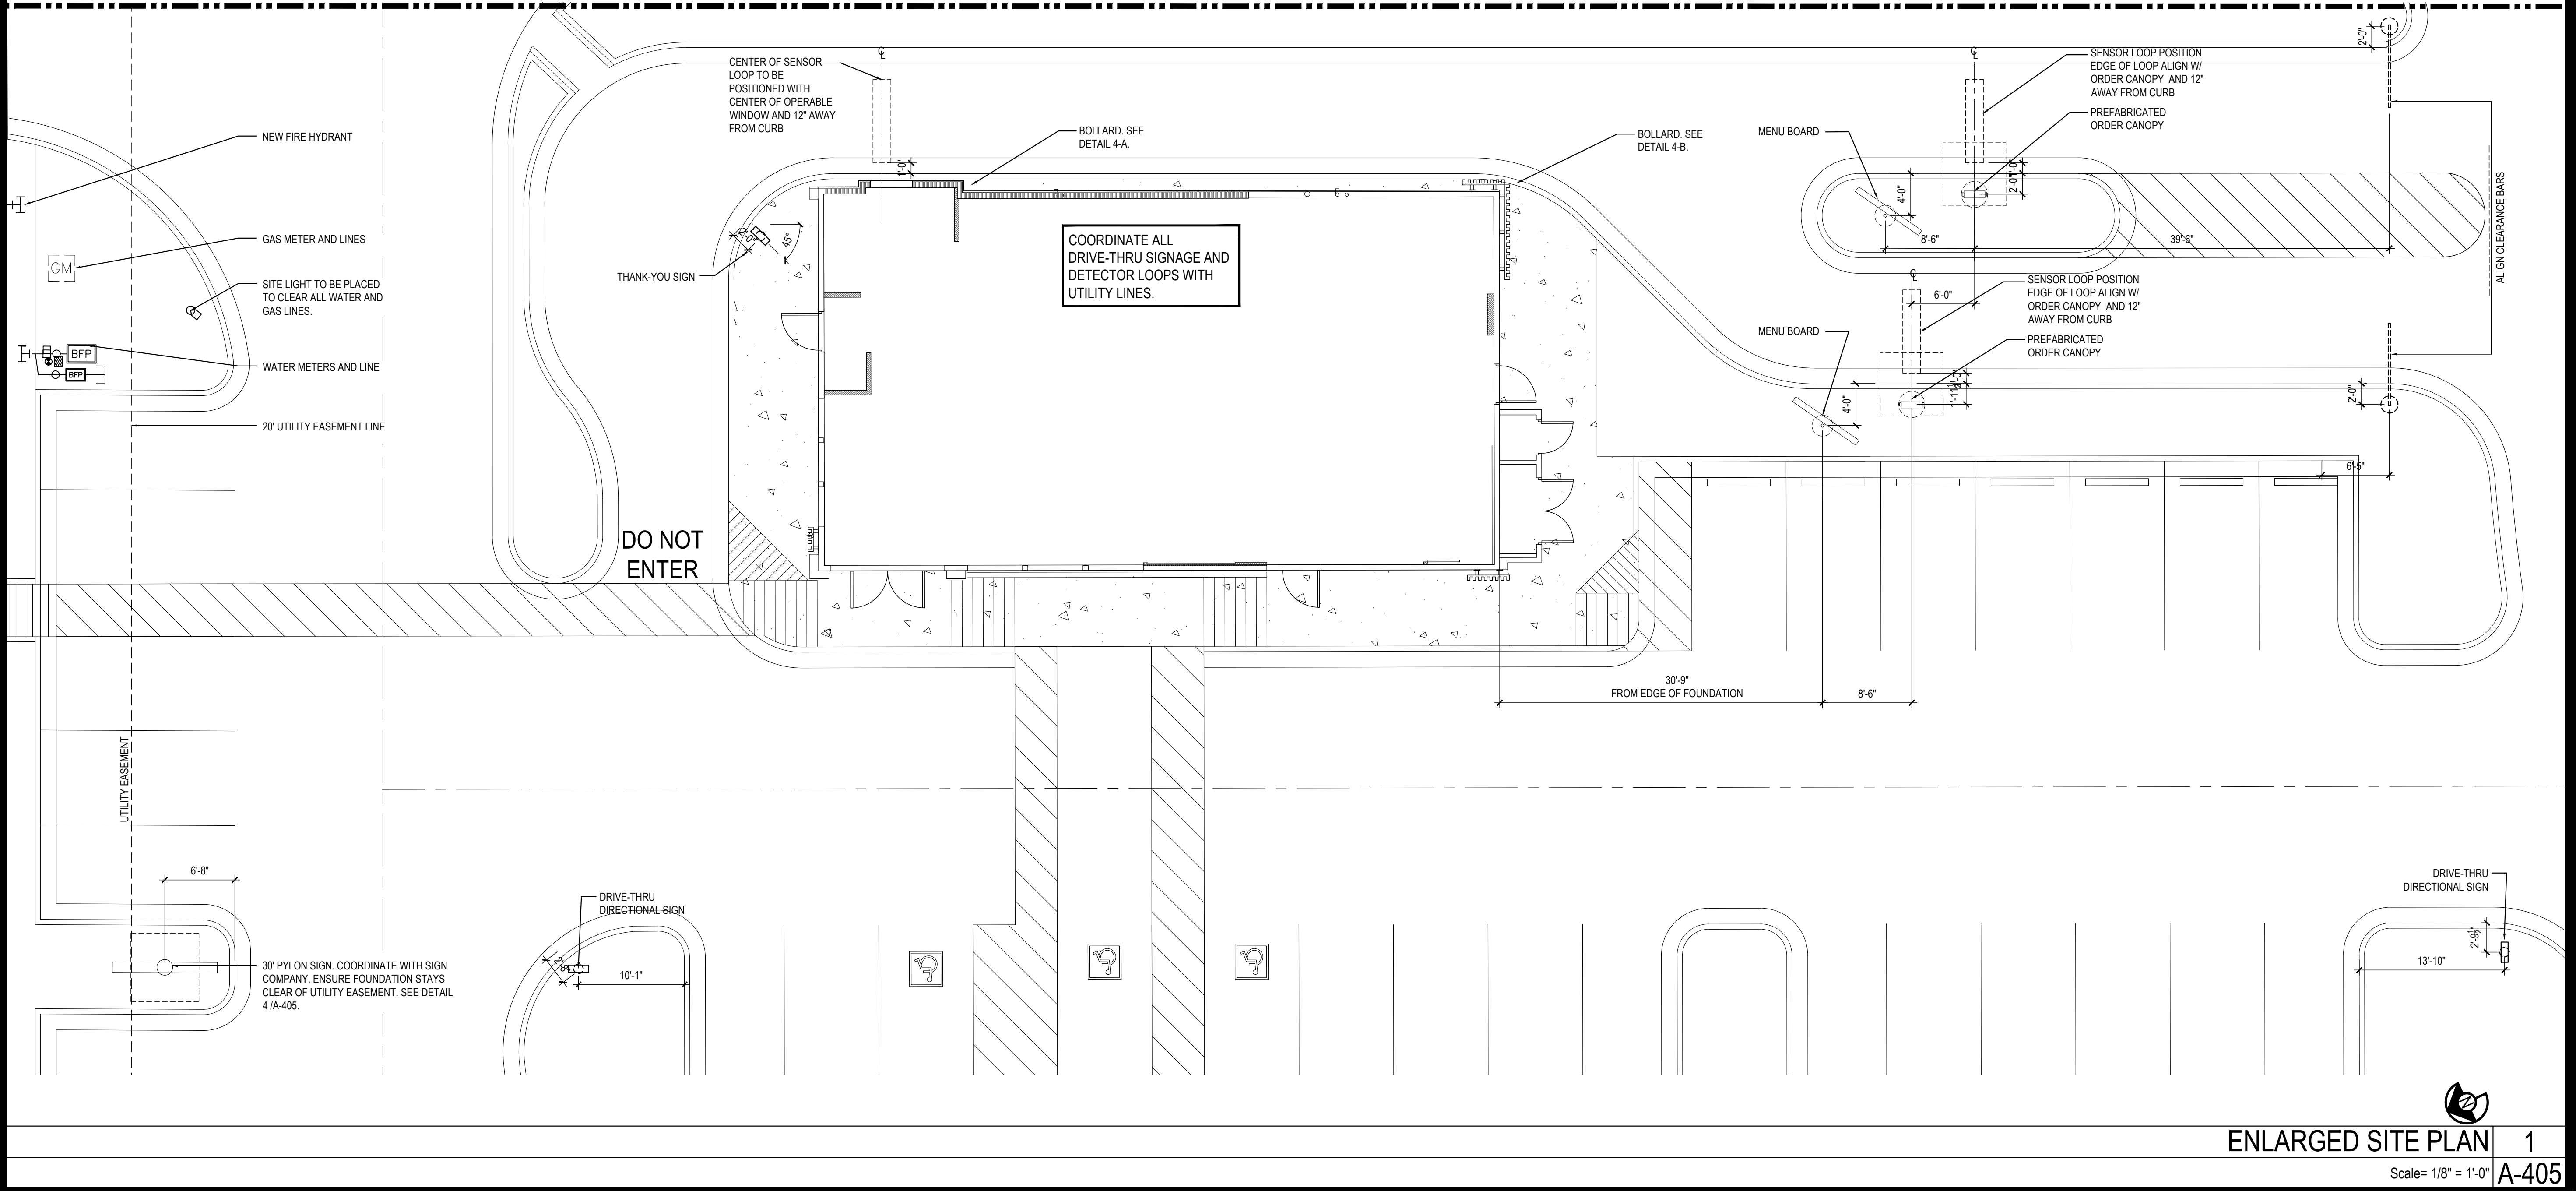 CENTER OF SENSOR
LOOP TO BE
POSITIONED WITH
CENTER OF OPERABLE
WINDOW AND 12" AWAY
FROM CURB
1'-0"
BOLLARD. SEE
DETAIL 4-A.
BOLLARD. SEE
DETAIL 4-B.
MENU BOARD
SENSOR LOOP POSITION
EDGE OF LOOP ALIGN W/
ORDER CANOPY AND 12"
AWAY FROM CURB
PREFABRICATED
ORDER CANOPY
2'-0"
ALIGN CLEARANCE BARS
4'-0"
2'-0"
1'-0"
8'-6"
39'-6"
NEW FIRE HYDRANT
GAS METER AND LINES
GM
SITE LIGHT TO BE PLACED
TO CLEAR ALL WATER AND
GAS LINES.
BFP
BFP
WATER METERS AND LINE
20' UTILITY EASEMENT LINE
THANK-YOU SIGN
45°
COORDINATE ALL
DRIVE-THRU SIGNAGE AND
DETECTOR LOOPS WITH
UTILITY LINES.
6'-0"
SENSOR LOOP POSITION
EDGE OF LOOP ALIGN W/
ORDER CANOPY AND 12"
AWAY FROM CURB
MENU BOARD
PREFABRICATED
ORDER CANOPY
4'-0"
2'-0"
6'-5"
DO NOT
ENTER
30'-9"
FROM EDGE OF FOUNDATION
8'-6"
UTILITY EASEMENT
6'-8"
30' PYLON SIGN. COORDINATE WITH SIGN
COMPANY. ENSURE FOUNDATION STAYS
CLEAR OF UTILITY EASEMENT. SEE DETAIL
4 /A-405.
DRIVE-THRU
DIRECTIONAL SIGN
10'-1"
DRIVE-THRU
DIRECTIONAL SIGN
2'-9½"
13'-10"
N
ENLARGED SITE PLAN
1
Scale= 1/8" = 1'-0"
A-405